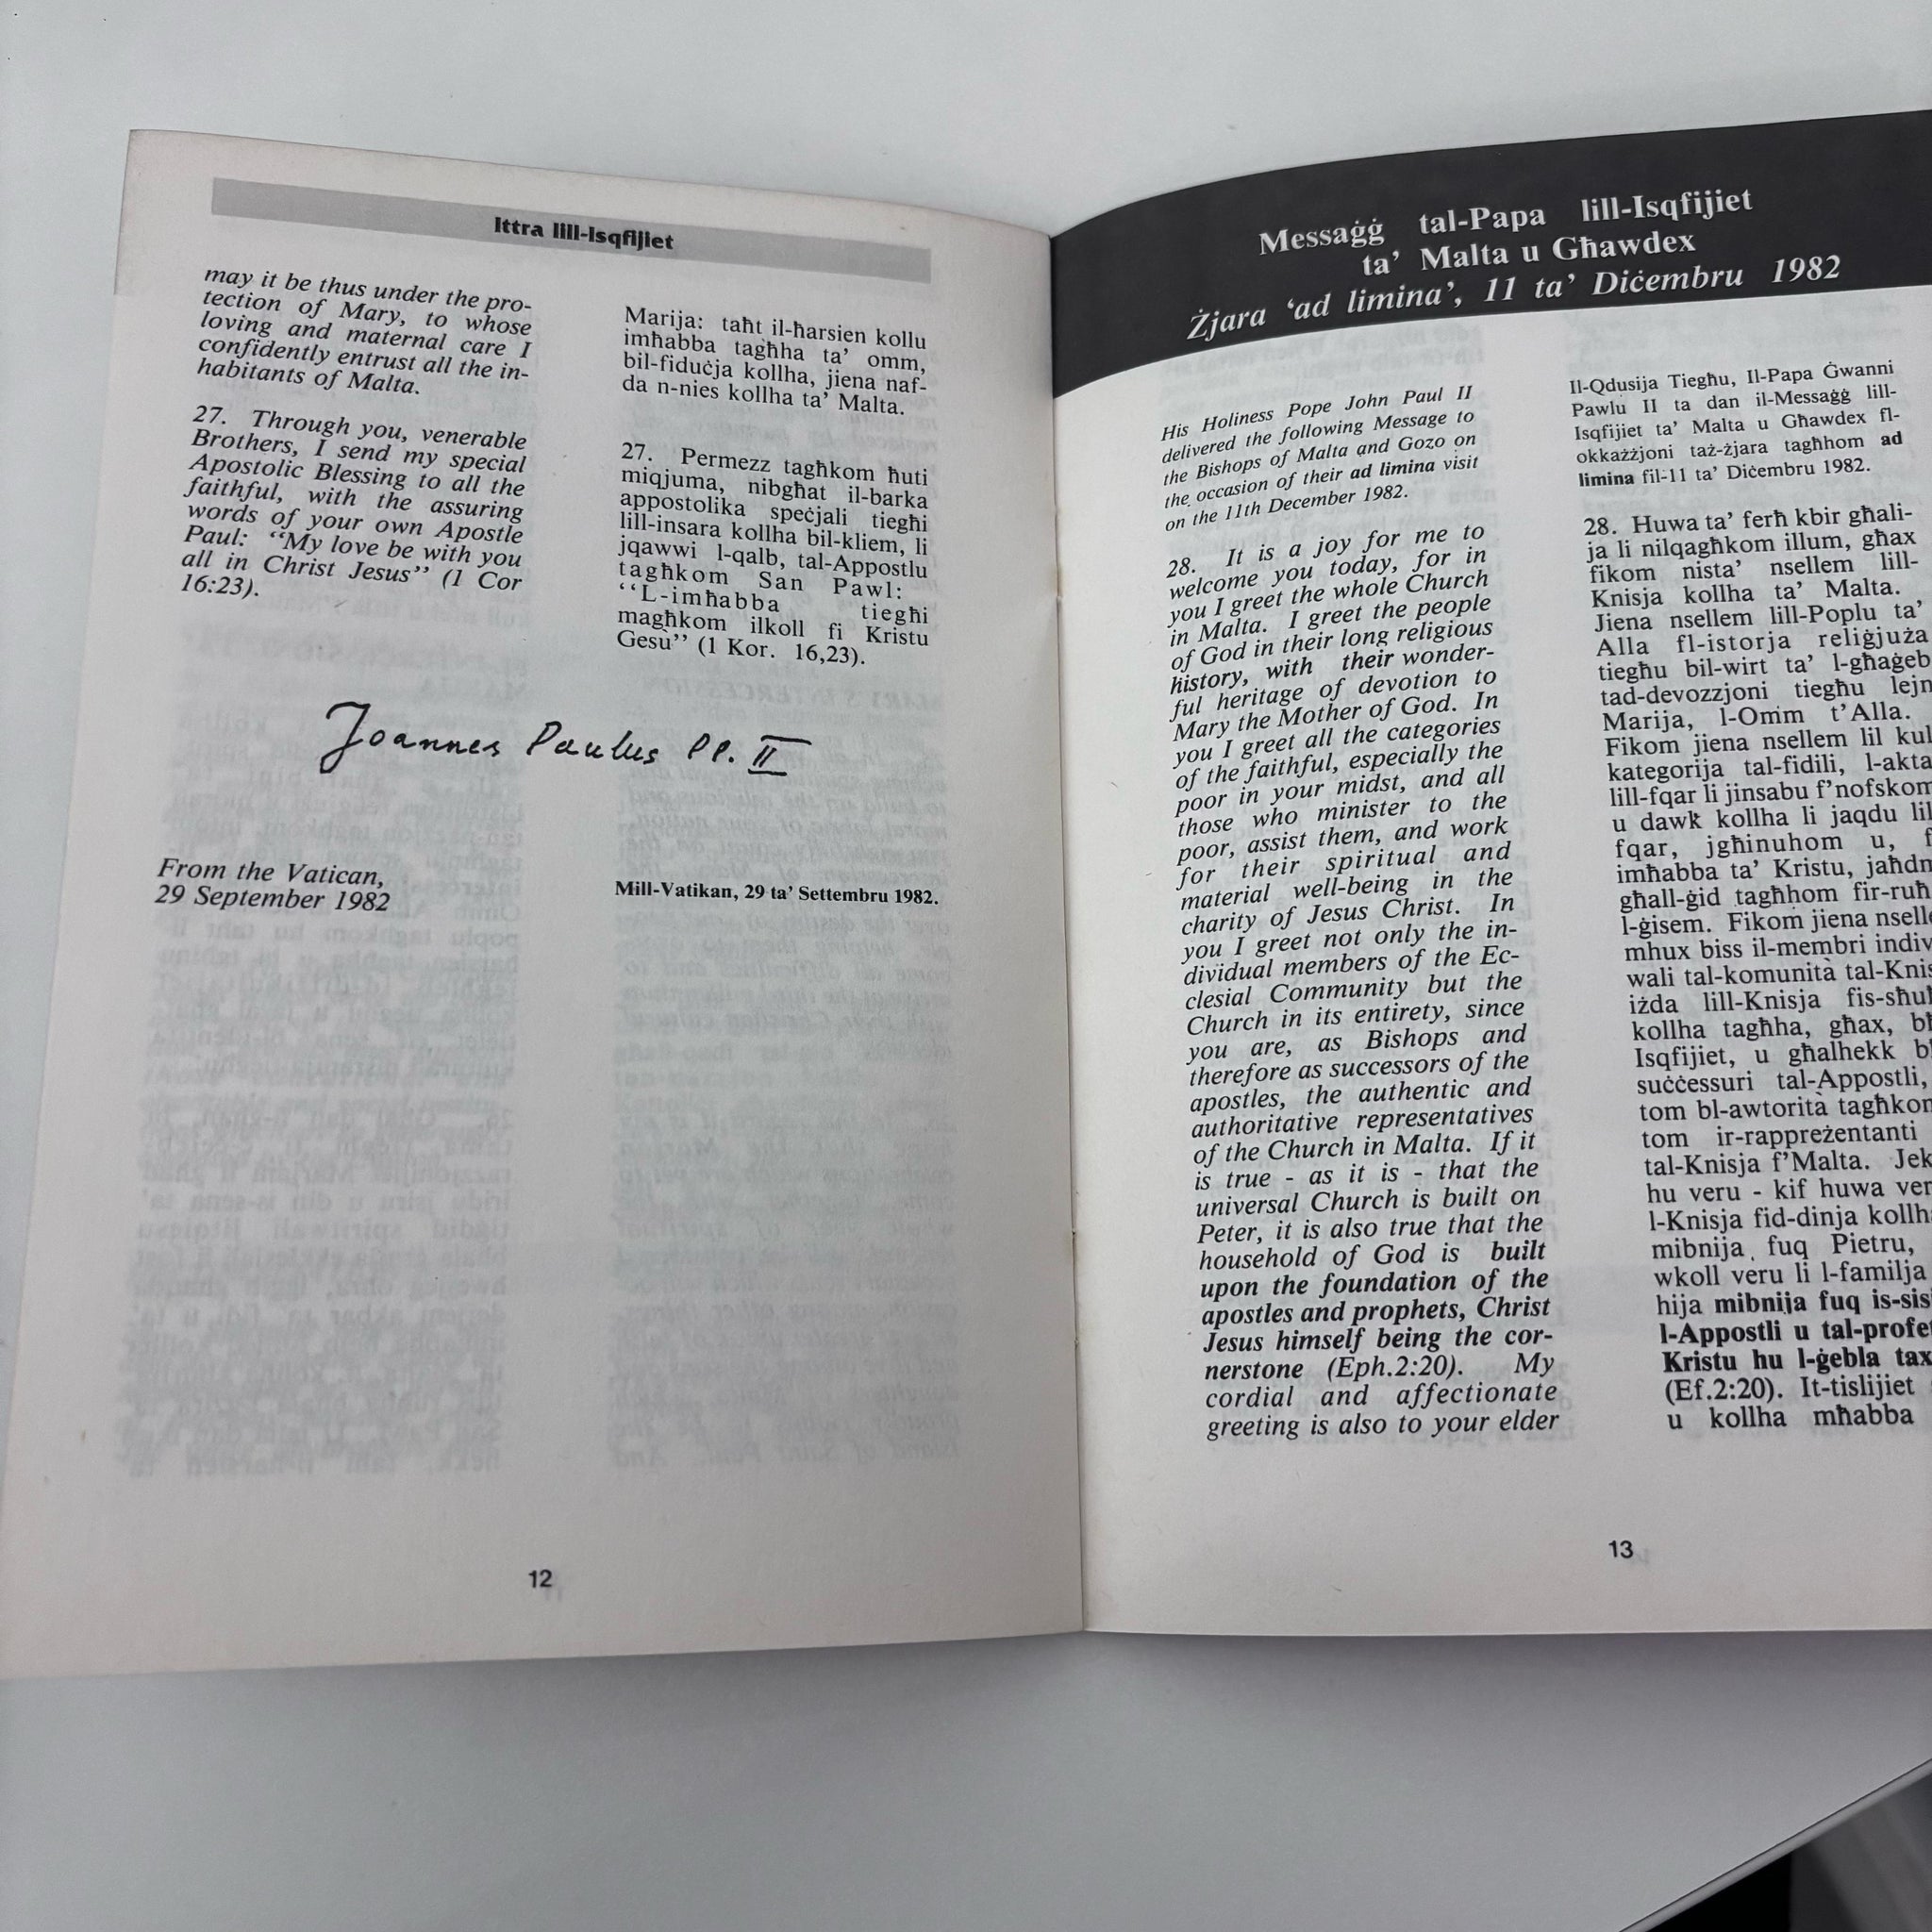 Ittra lill-Isqfijiet
may it be thus under the pro-
tection of Mary, to whose
loving and maternal care I
confidently entrust all the in-
habitants of Malta.
27. Through you, venerable
Brothers, I send my special
Apostolic Blessing to all the
faithful, with the assuring
words of your own Apostle
Paul: “My love be with you
all in Christ Jesus” (1 Cor
16:23).
Marija: taħt il-ħarsien kollu
imħabba tagħha ta’ omm,
bil-fiduċja kollha, jiena naf-
da n-nies kollha ta’ Malta.
27. Permezz tagħkom ħuti
miqjuma, nibgħat il-barka
appostolika speċjali tiegħi
lill-insara kollha bil-kliem, li
jqawwi l-qalb, tal-Appostlu
tagħkom San Pawl:
“L-imħabba tiegħi
magħkom ilkoll fi Kristu
Gesù” (1 Kor. 16,23).
Joannes Paulus PP. II
From the Vatican,
29 September 1982
Mill-Vatikan, 29 ta’ Settembru 1982.
12
Messaġġ tal-Papa lill-Isqfijiet
ta’ Malta u Għawdex
Żjara ‘ad limina’, 11 ta’ Diċembru 1982
His Holiness Pope John Paul II
delivered the following Message to
the Bishops of Malta and Gozo on
the occasion of their ad limina visit
on the 11th December 1982.
28. It is a joy for me to
welcome you today, for in
you I greet the whole Church
in Malta. I greet the people
of God in their long religious
history, with their wonder-
ful heritage of devotion to
Mary the Mother of God. In
you I greet all the categories
of the faithful, especially the
poor in your midst, and all
those who minister to the
poor, assist them, and work
for their spiritual and
material well-being in the
charity of Jesus Christ. In
you I greet not only the in-
dividual members of the Ec-
clesial Community but the
Church in its entirety, since
you are, as Bishops and
therefore as successors of the
apostles, the authentic and
authoritative representatives
of the Church in Malta. If it
is true - as it is - that the
universal Church is built on
Peter, it is also true that the
household of God is built
upon the foundation of the
apostles and prophets, Christ
Jesus himself being the cor-
nerstone (Eph.2:20). My
cordial and affectionate
greeting is also to your elder
Il-Qdusija Tiegħu, Il-Papa Ġwanni
Pawlu II ta dan il-Messaġġ lill-
Isqfijiet ta’ Malta u Għawdex fl-
okkażżjoni taż-żjara tagħhom ad
limina fil-11 ta’ Diċembru 1982.
28. Huwa ta’ ferħ kbir għali-
ja li nilqagħkom illum, għax
fikom nista’ nsellem lill-
Knisja kollha ta’ Malta.
Jiena nsellem lill-Poplu ta’
Alla fl-istorja reliġjuża
tiegħu bil-wirt ta’ l-għaġeb
tad-devozzjoni tiegħu lejn
Marija, l-Omm t’Alla.
Fikom jiena nsellem lil kul
kategorija tal-fidili, l-akta
lill-fqar li jinsabu f’nofskom
u dawk kollha li jaqdu lil
fqar, jgħinuhom u, f
imħabba ta’ Kristu, jaħdm
għall-ġid tagħhom fir-ruħ
l-ġisem. Fikom jiena nselle
mhux biss il-membri indiv
wali tal-komunità tal-Knis
iżda lill-Knisja fis-sħuħ
kollha tagħha, għax, bħ
Isqfijiet, u għalhekk bħ
suċċessuri tal-Appostli,
tom bl-awtorità tagħkom
tom ir-rappreżentanti
tal-Knisja f’Malta. Jek
hu veru - kif huwa ver
l-Knisja fid-dinja kollha
mibnija fuq Pietru,
wkoll veru li l-familja
hija mibnija fuq is-sisi
l-Appostli u tal-profet
Kristu hu l-ġebla tax
(Ef.2:20). It-tislijiet
u kollha mħabba
13